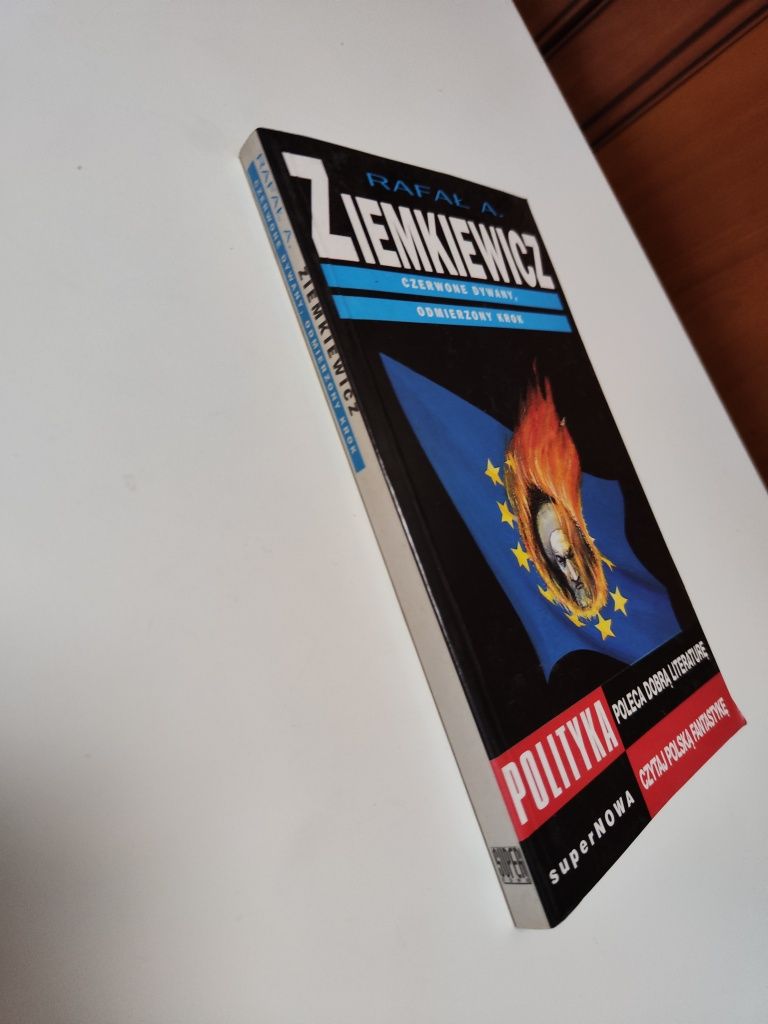 RAFAŁ A.
ZIEMKIEWICZ
CZERWONE DYWANY,
ODMIERZONY KROK
POLITYKA
POLECA DOBRĄ LITERATURĘ
CZYTAJ POLSKĄ FANTASTYKĘ
superNOWA
RAFAŁ A. ZIEMKIEWICZ
CZERWONE DYWANY, ODMIERZONY KROK
SUPER